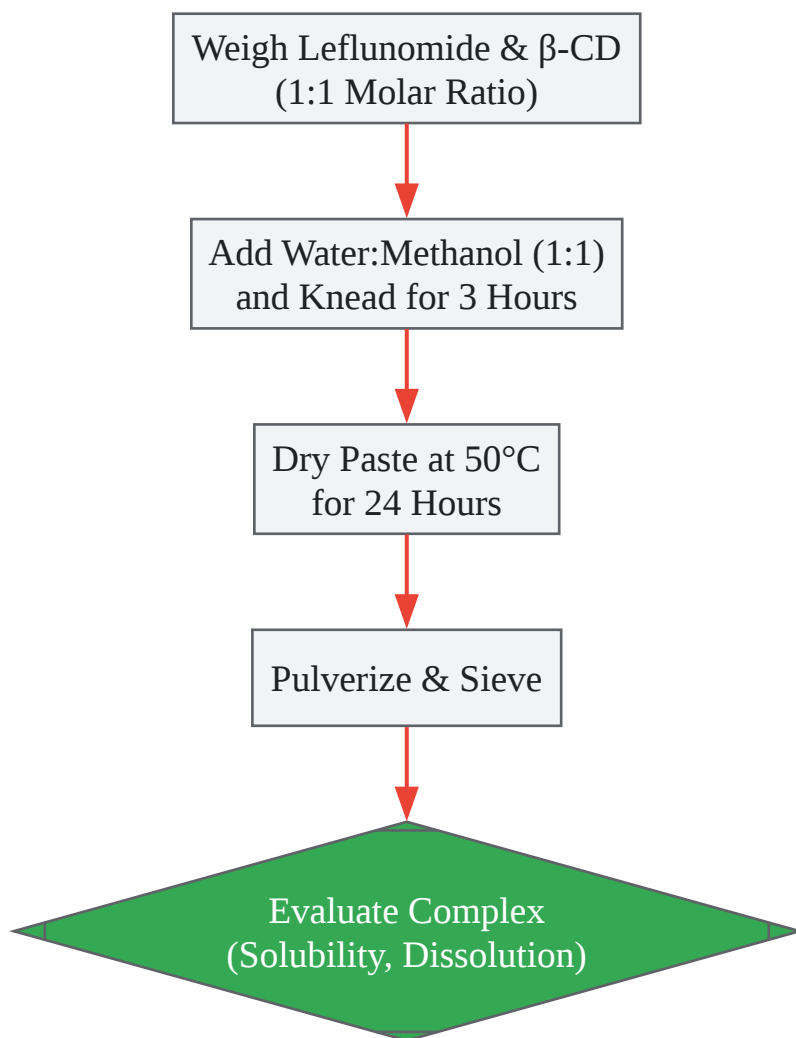 Weigh Leflunomide & β-CD
(1:1 Molar Ratio)
Add Water:Methanol (1:1)
and Knead for 3 Hours
Dry Paste at 50°C
for 24 Hours
Pulverize & Sieve
Evaluate Complex
(Solubility, Dissolution)